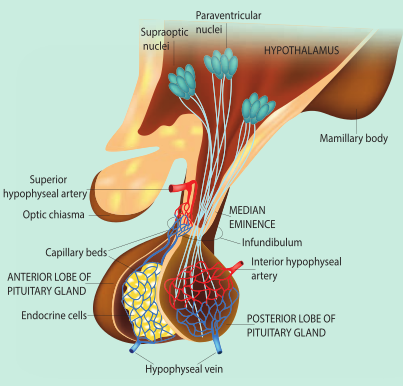 Paraventricular
nuclei
Supraoptic
nuclei
HYPOTHALAMUS
Mamillary body
Superior
hypophyseal artery
Optic chiasma
MEDIAN
EMINENCE
Infundibulum
Capillary beds
Interior hypophyseal
artery
ANTERIOR LOBE OF
PITUITARY GLAND
Endocrine cells
POSTERIOR LOBE OF
PITUITARY GLAND
Hypophyseal vein